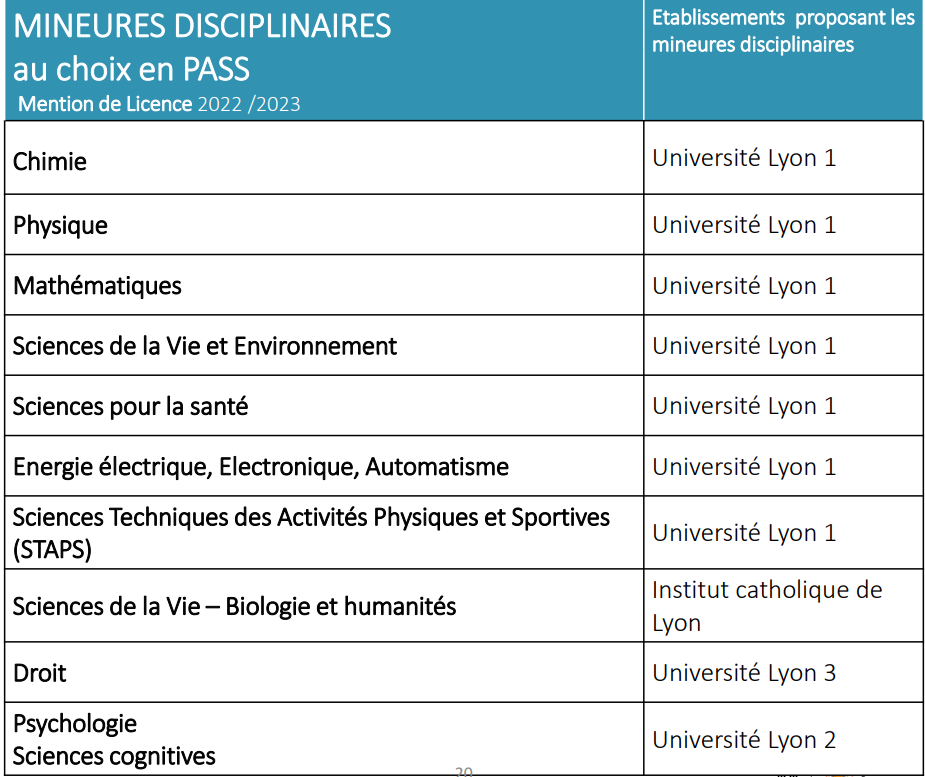 MINEURES DISCIPLINAIRES
au choix en PASS
Mention de Licence 2022 /2023
Etablissements proposant les
mineures disciplinaires
Chimie
Université Lyon 1
Physique
Université Lyon 1
Mathématiques
Université Lyon 1
Sciences de la Vie et Environnement
Université Lyon 1
Sciences pour la santé
Université Lyon 1
Energie électrique, Electronique, Automatisme
Université Lyon 1
Sciences Techniques des Activités Physiques et Sportives
(STAPS)
Université Lyon 1
Sciences de la Vie – Biologie et humanités
Institut catholique de
Lyon
Droit
Université Lyon 3
Psychologie
Sciences cognitives
Université Lyon 2
20